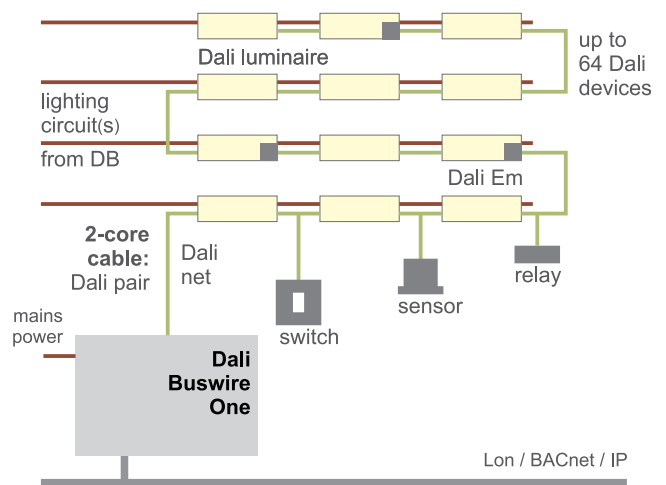 Dali luminaire
up to
64 Dali
devices
lighting
circuit(s)
from DB
Dali Em
2-core
cable:
Dali pair
Dali
net
relay
sensor
switch
mains
power
Dali
Buswire
One
Lon / BACnet / IP